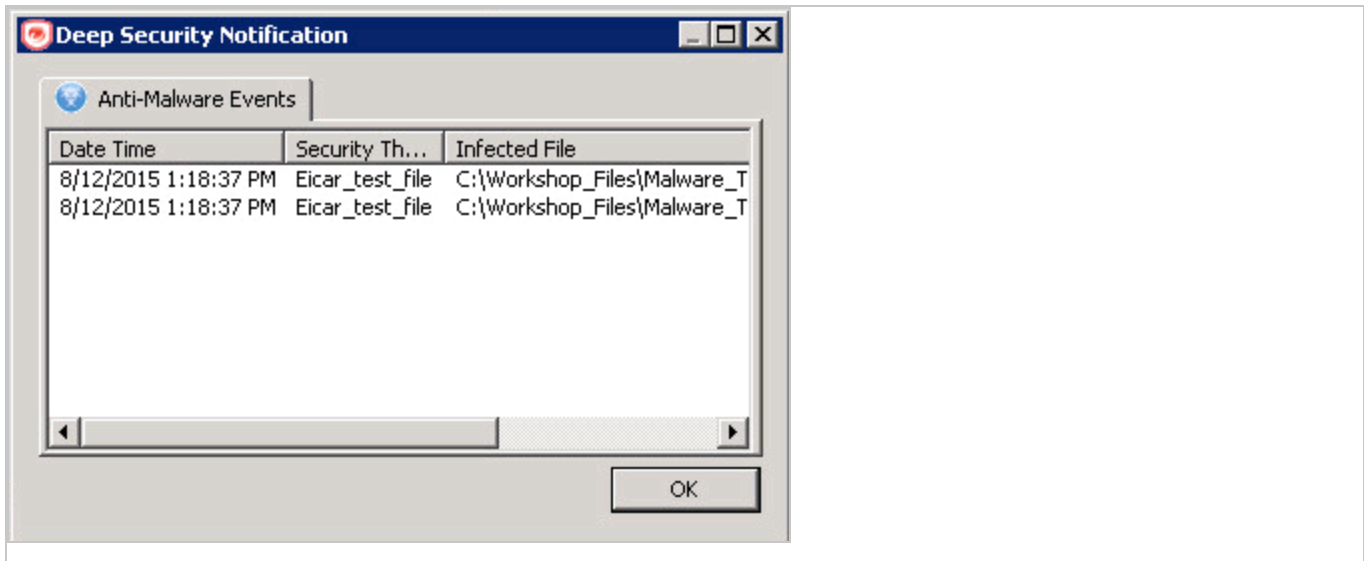 Deep Security Notification
Anti-Malware Events
Date Time Security Th... Infected File
8/12/2015 1:18:37 PM Eicar_test_file C:\Workshop_Files\Malware_T
8/12/2015 1:18:37 PM Eicar_test_file C:\Workshop_Files\Malware_T
OK